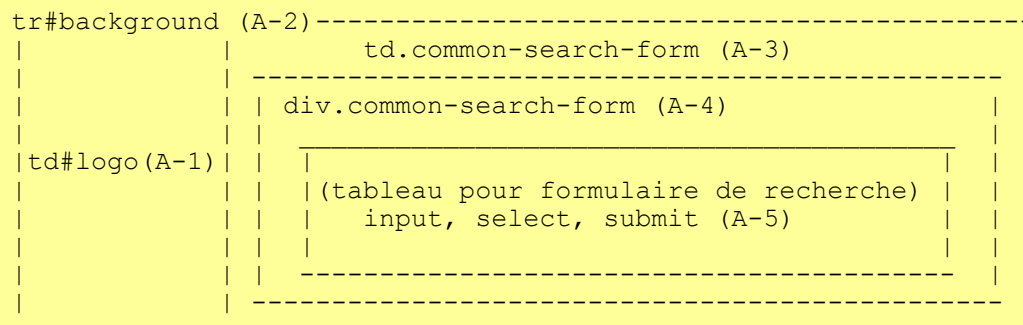 tr#background (A-2)---------------------------------------------
|             |        td.common-search-form (A-3)
|             | ------------------------------------------------
|             | | div.common-search-form (A-4)                 |
|             | |  __________________________________________  |
|td#logo(A-1)| |  |                                        |  |
|             | |  |(tableau pour formulaire de recherche) |  |
|             | |  |   input, select, submit (A-5)          |  |
|             | |  |                                        |  |
|             | |  ------------------------------------------  |
|             | ------------------------------------------------